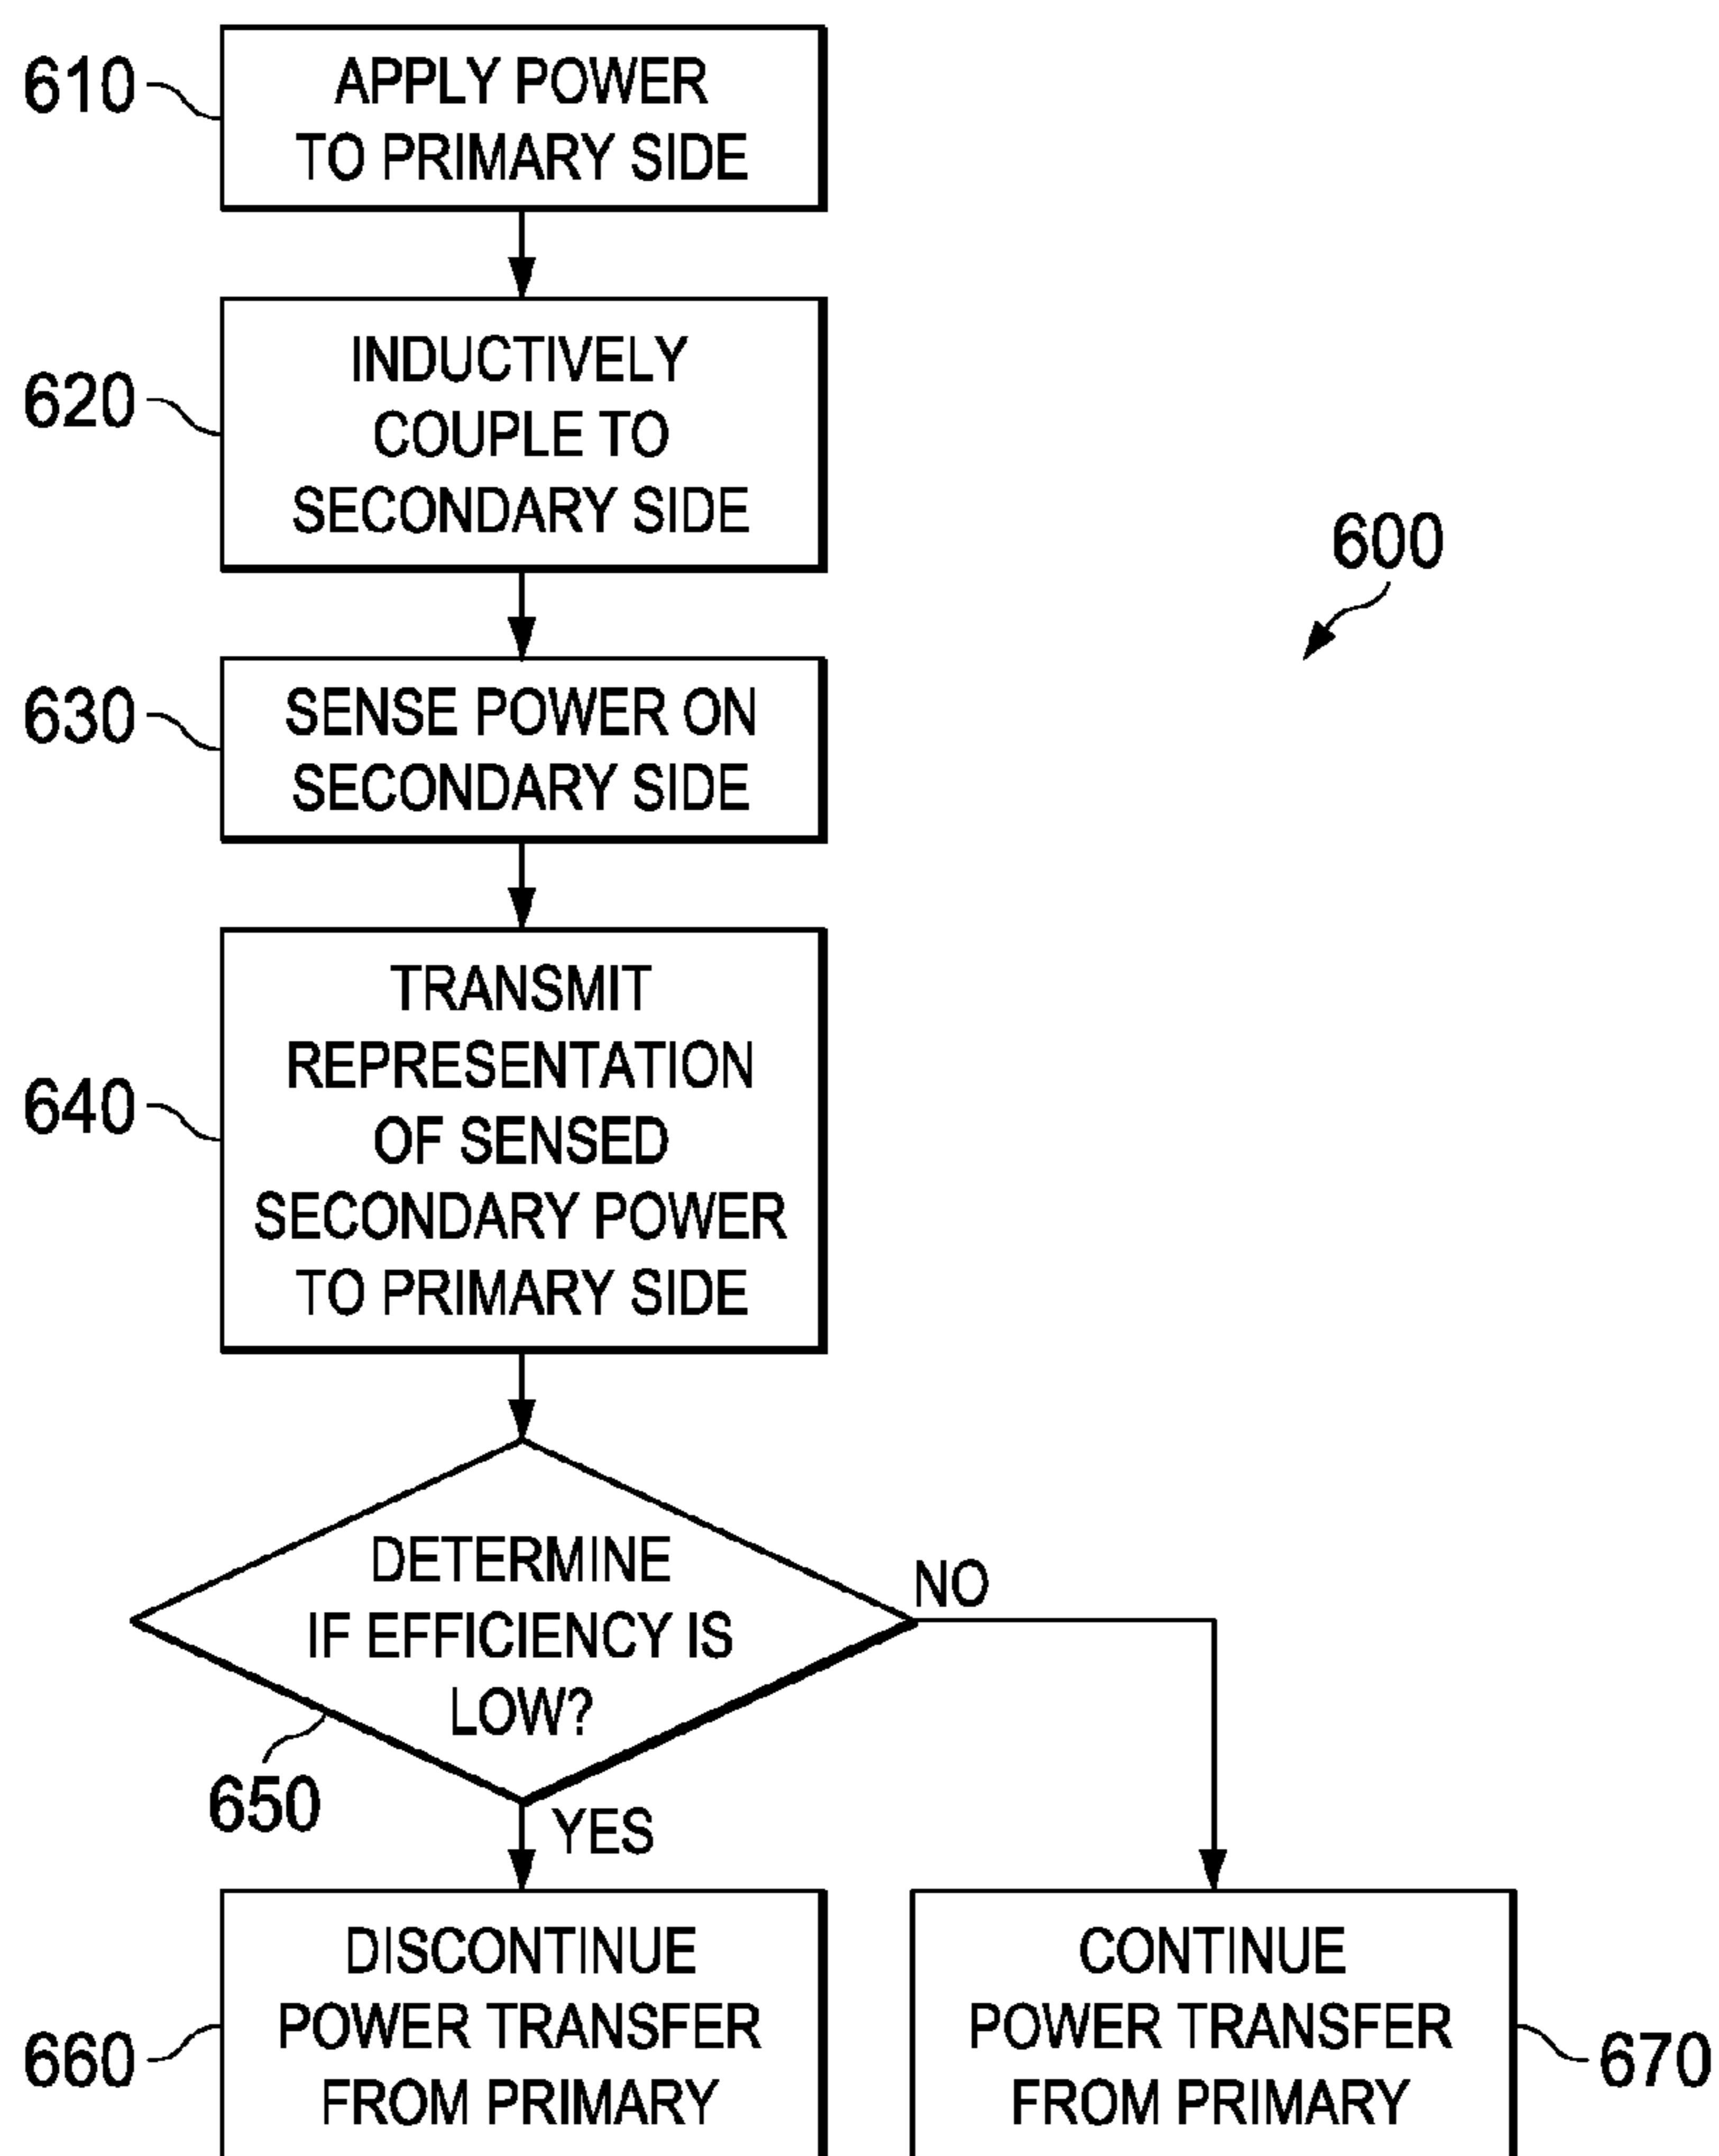 610
APPLY POWER
TO PRIMARY SIDE
620
INDUCTIVELY
COUPLE TO
SECONDARY SIDE
600
630
SENSE POWER ON
SECONDARY SIDE
640
TRANSMIT
REPRESENTATION
OF SENSED
SECONDARY POWER
TO PRIMARY SIDE
DETERMINE
IF EFFICIENCY IS
LOW?
NO
650
YES
660
DISCONTINUE
POWER TRANSFER
FROM PRIMARY
CONTINUE
POWER TRANSFER
FROM PRIMARY
670